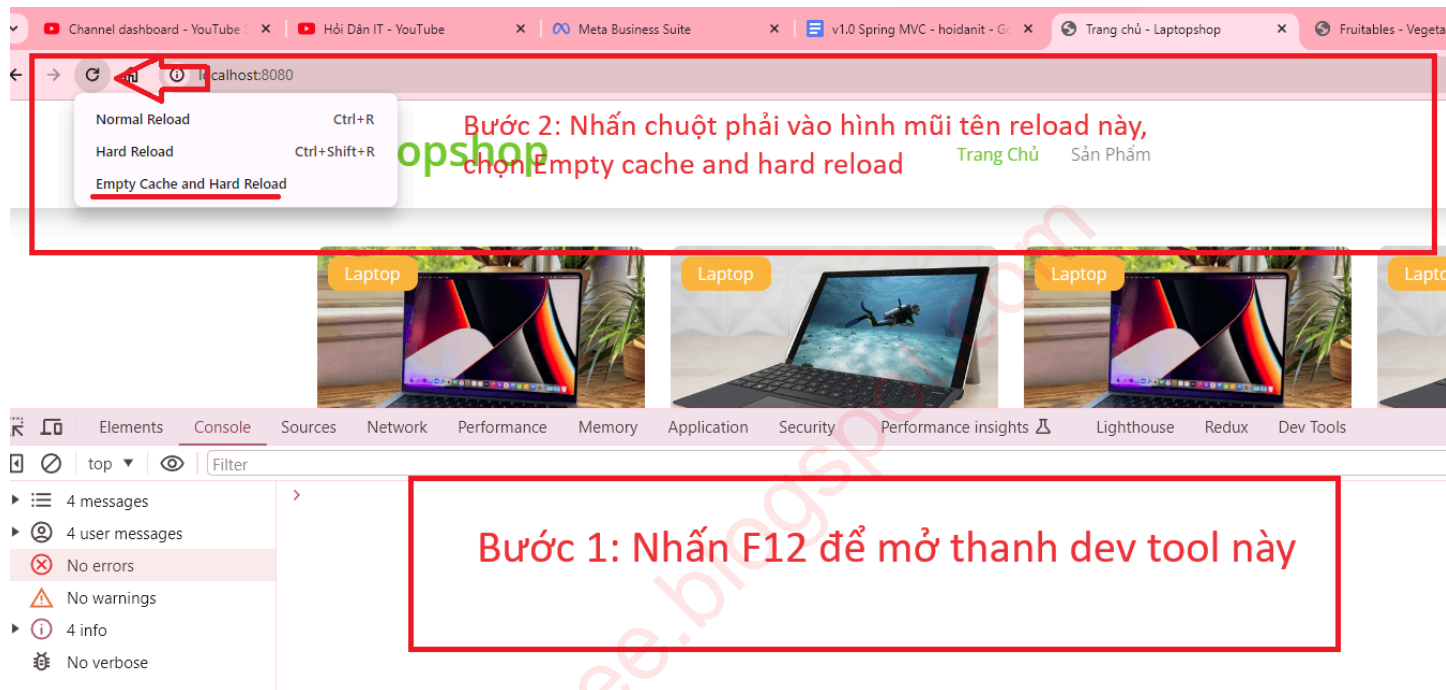 Channel dashboard - YouTube S
Hỏi Dân IT - YouTube
Meta Business Suite
v1.0 Spring MVC - hoidanit - Go
Trang chủ - Laptopshop
Fruitables - Vegeta
localhost:8080
Normal Reload Ctrl+R
Hard Reload Ctrl+Shift+R
Empty Cache and Hard Reload
opshop
Bước 2: Nhấn chuột phải vào hình mũi tên reload này,
chọn Empty cache and hard reload
Trang Chủ Sản Phẩm
Laptop Laptop Laptop Lapto
Elements Console Sources Network Performance Memory Application Security Performance insights Lighthouse Redux Dev Tools
top Filter
4 messages
4 user messages
No errors
No warnings
4 info
No verbose
Bước 1: Nhấn F12 để mở thanh dev tool này
ee.blogspot.com